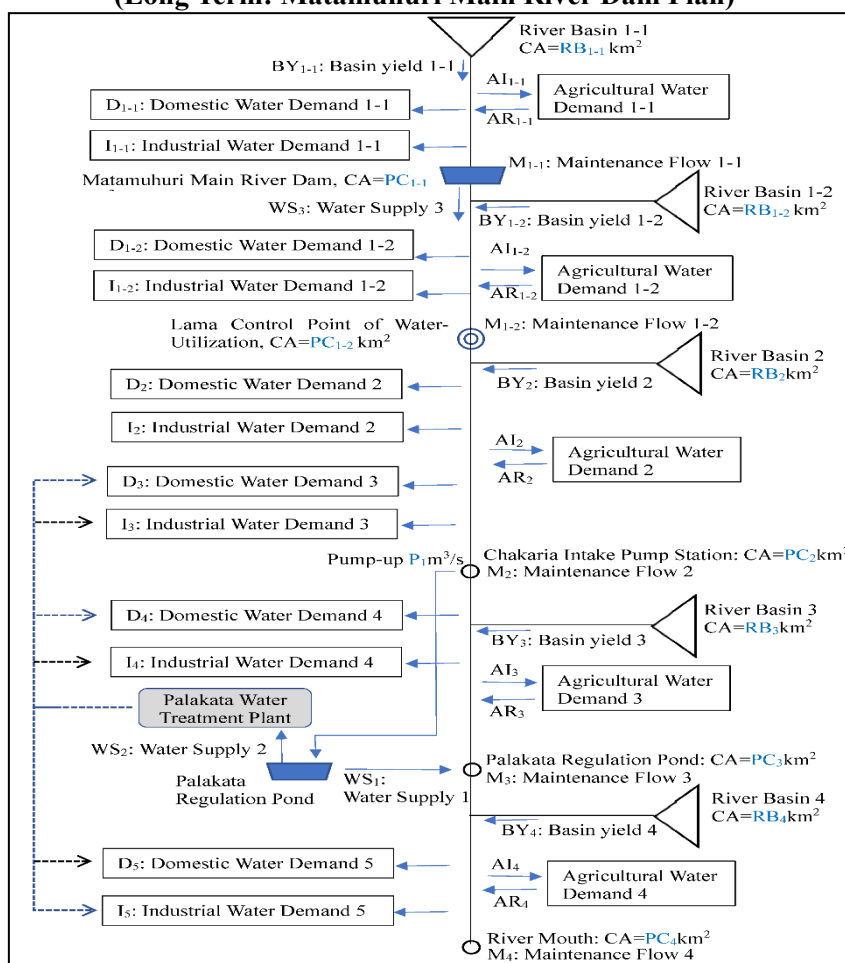 (Long Term: Matamuhuri Main River Dam Plan)
River Basin 1-1
CA=RB₁₋₁ km²
BY₁₋₁: Basin yield 1-1
AI₁₋₁
Agricultural Water
Demand 1-1
D₁₋₁: Domestic Water Demand 1-1
AR₁₋₁
I₁₋₁: Industrial Water Demand 1-1
M₁₋₁: Maintenance Flow 1-1
Matamuhuri Main River Dam, CA=PC₁₋₁
River Basin 1-2
CA=RB₁₋₂ km²
WS₃: Water Supply 3
BY₁₋₂: Basin yield 1-2
D₁₋₂: Domestic Water Demand 1-2
AI₁₋₂
Agricultural Water
Demand 1-2
I₁₋₂: Industrial Water Demand 1-2
AR₁₋₂
Lama Control Point of Water-
Utilization, CA=PC₁₋₂ km²
M₁₋₂: Maintenance Flow 1-2
River Basin 2
CA=RB₂km²
D₂: Domestic Water Demand 2
BY₂: Basin yield 2
I₂: Industrial Water Demand 2
AI₂
Agricultural Water
Demand 2
AR₂
D₃: Domestic Water Demand 3
I₃: Industrial Water Demand 3
Pump-up P₁m³/s
Chakaria Intake Pump Station: CA=PC₂km²
M₂: Maintenance Flow 2
River Basin 3
CA=RB₃km²
D₄: Domestic Water Demand 4
BY₃: Basin yield 3
I₄: Industrial Water Demand 4
AI₃
Agricultural Water
Demand 3
AR₃
Palakata Water
Treatment Plant
WS₂: Water Supply 2
Palakata
Regulation Pond
WS₁:
Water Supply 1
Palakata Regulation Pond: CA=PC₃km²
M₃: Maintenance Flow 3
River Basin 4
CA=RB₄km²
BY₄: Basin yield 4
D₅: Domestic Water Demand 5
AI₄
Agricultural Water
Demand 4
AR₄
I₅: Industrial Water Demand 5
River Mouth: CA=PC₄km²
M₄: Maintenance Flow 4